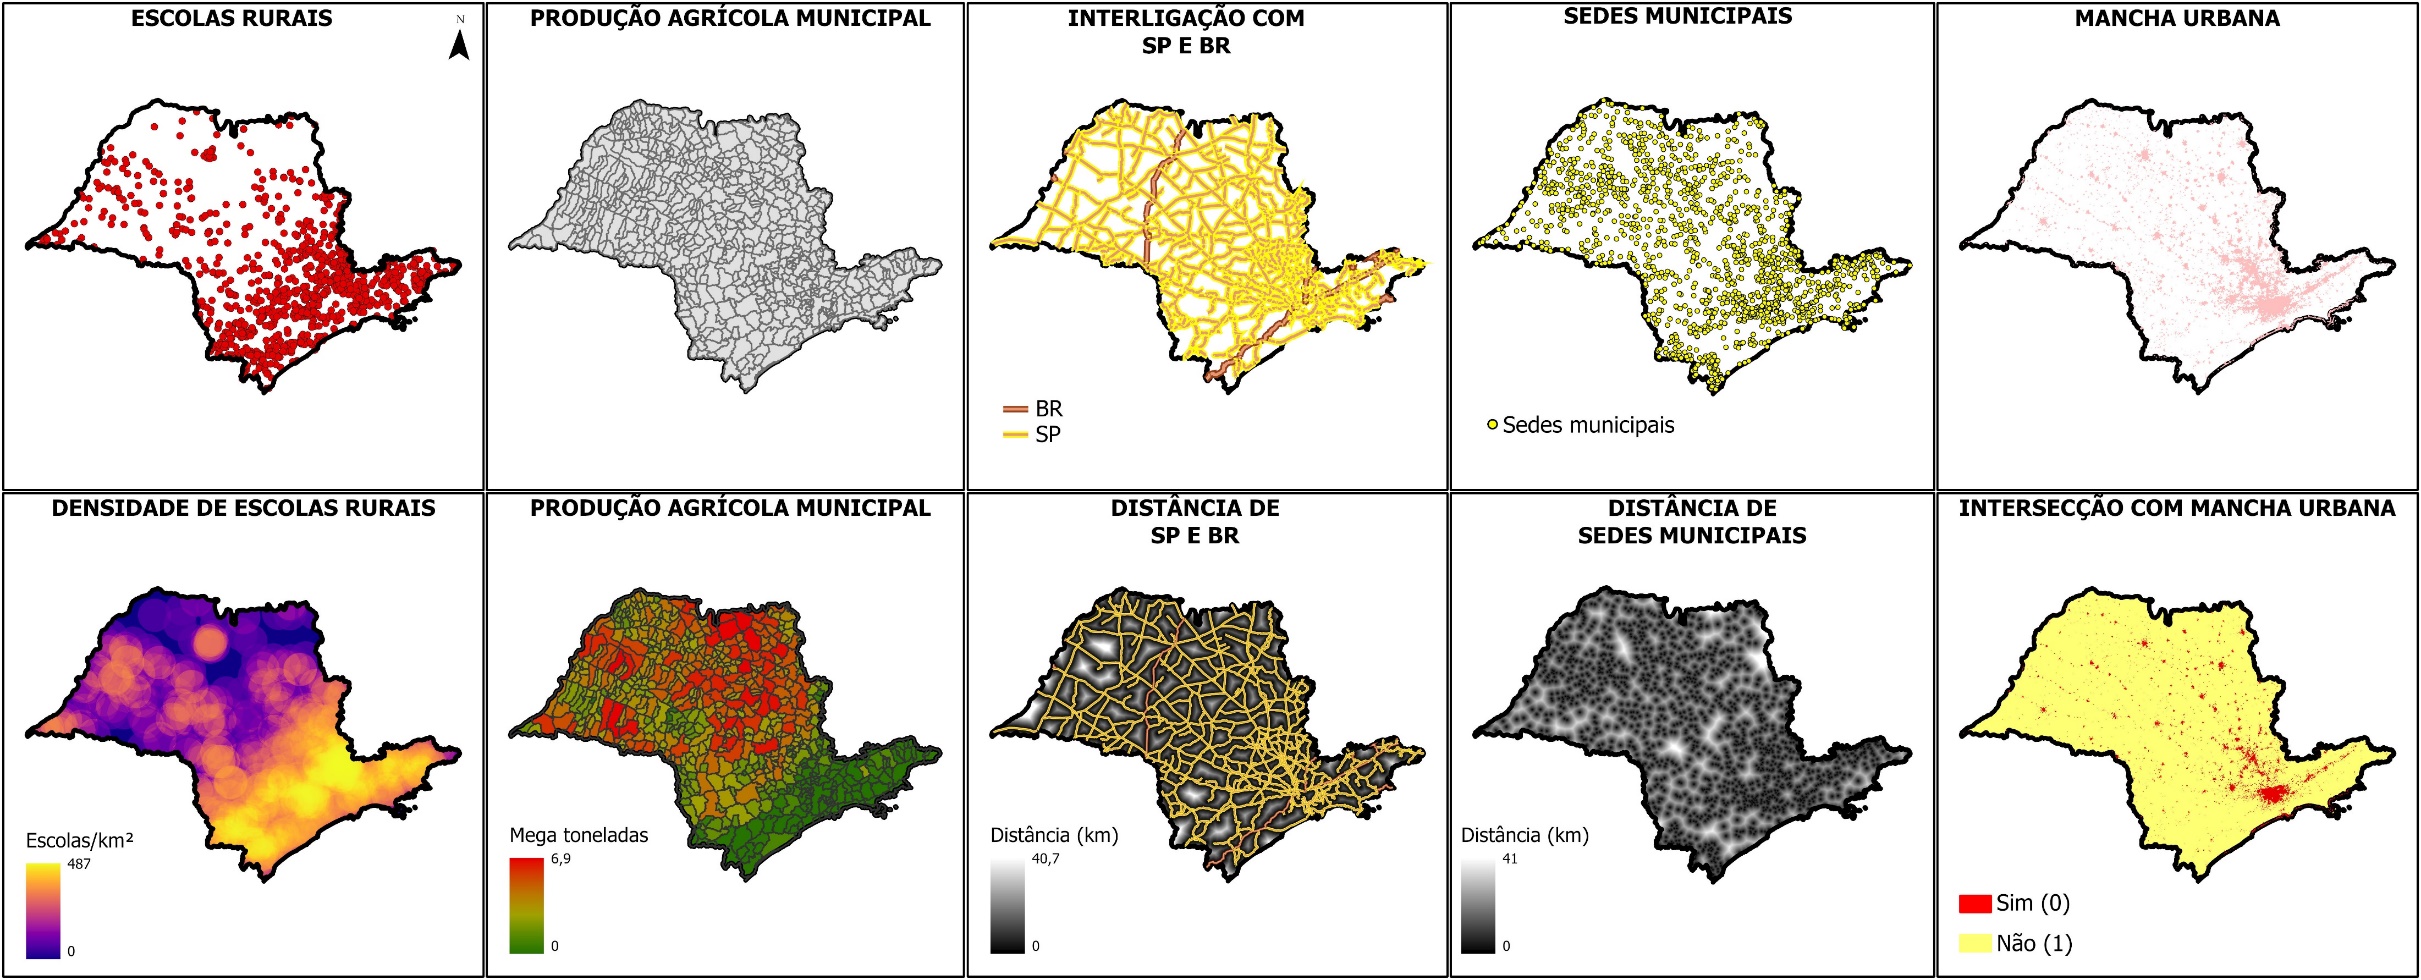 ESCOLAS RURAIS
N
PRODUÇÃO AGRÍCOLA MUNICIPAL
INTERLIGAÇÃO COM
SP E BR
BR
SP
SEDES MUNICIPAIS
Sedes municipais
MANCHA URBANA
DENSIDADE DE ESCOLAS RURAIS
Escolas/km²
487
0
PRODUÇÃO AGRÍCOLA MUNICIPAL
Mega toneladas
6,9
0
DISTÂNCIA DE
SP E BR
Distância (km)
40,7
0
DISTÂNCIA DE
SEDES MUNICIPAIS
Distância (km)
41
0
INTERSECÇÃO COM MANCHA URBANA
Sim (0)
Não (1)